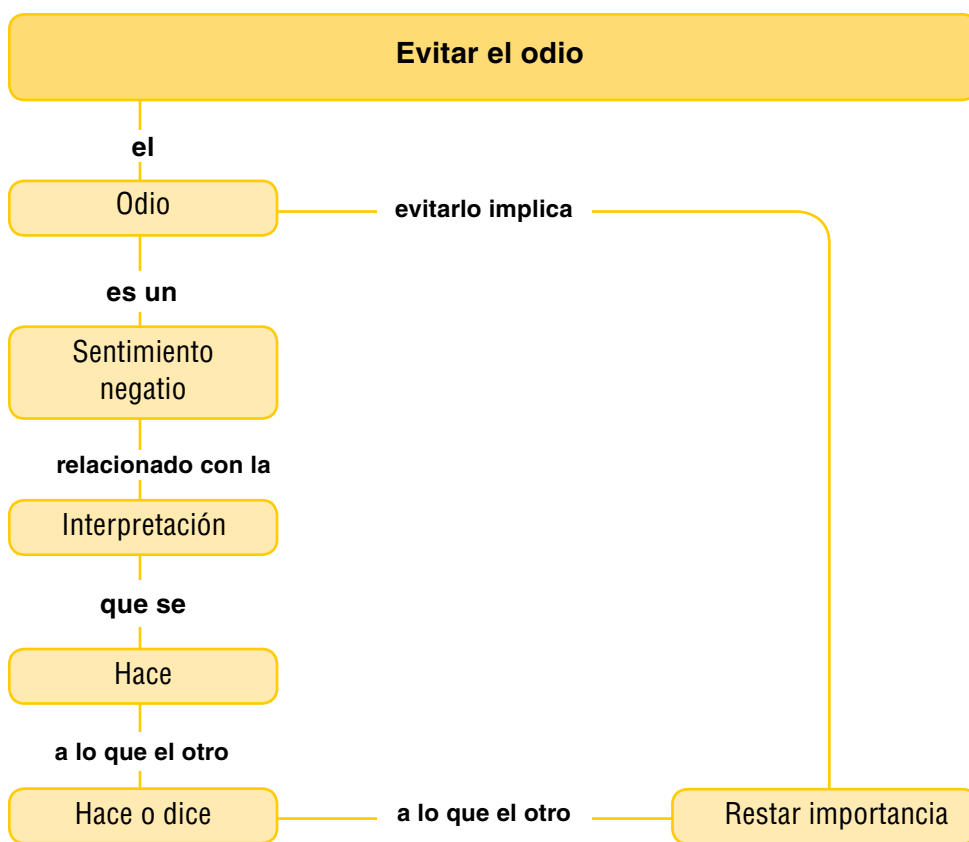 Evitar el odio
el
Odio
evitarlo implica
es un
Sentimiento
negatio
relacionado con la
Interpretación
que se
Hace
a lo que el otro
Hace o dice
a lo que el otro
Restar importancia